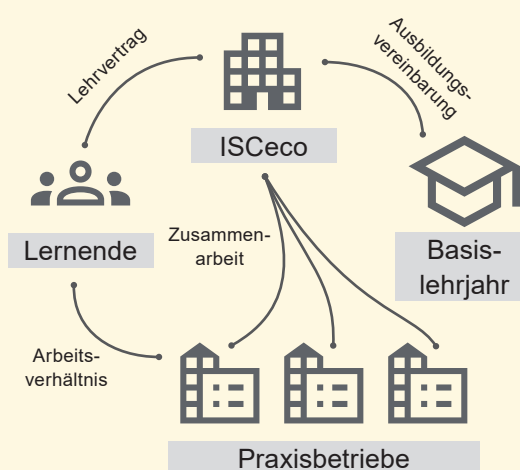 Lehrvertrag
Ausbildungs-
vereinbarung
ISCeco
Lernende
Zusammen-
arbeit
Basis-
lehrjahr
Arbeits-
verhältnis
Praxisbetriebe